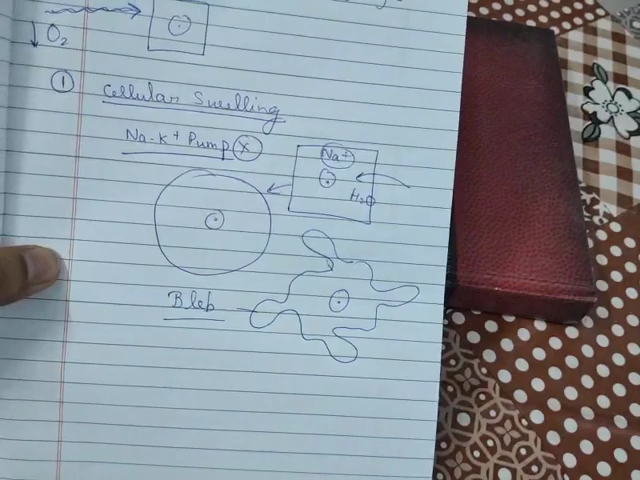 ↓O₂
① Cellular Swelling
Na-K+ Pump ⓧ
Na+
H₂O
Bleb